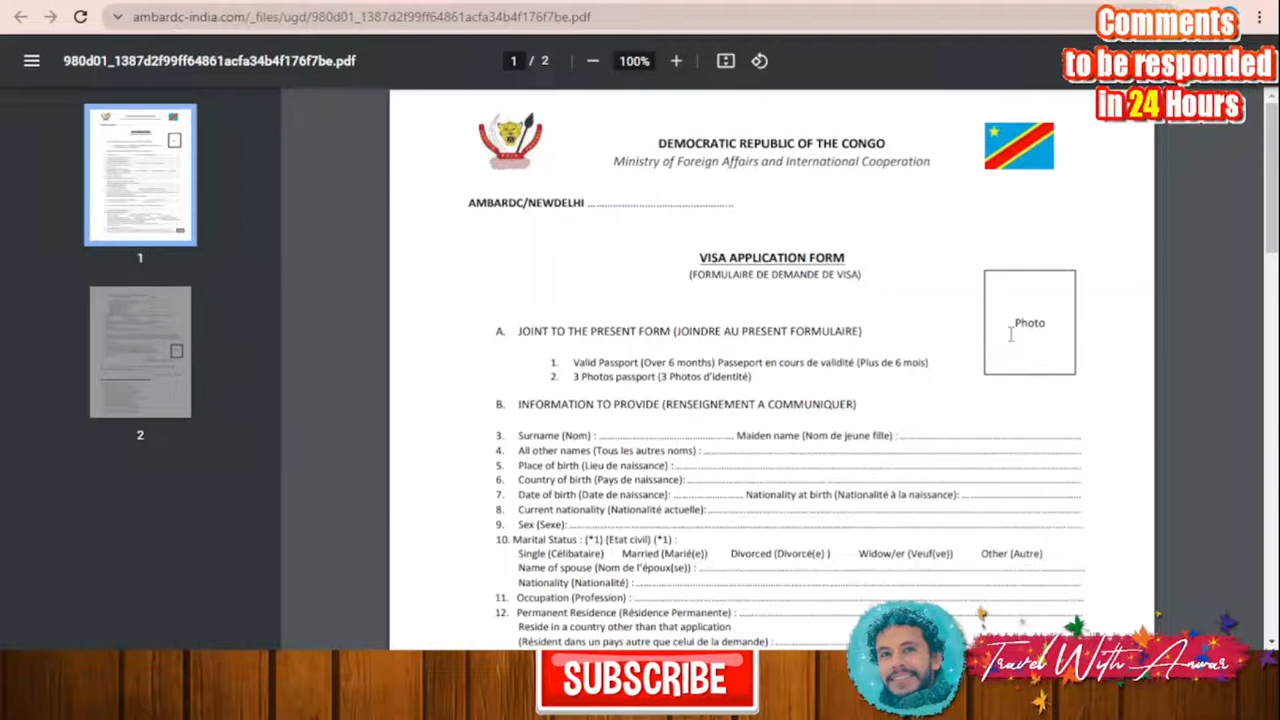 ambardc-india.com/_files/ugd/980d01_1387d2f99ff64861acfa34b4f176f7be.pdf
Comments
to be responded
in 24 Hours
980d01_1387d2f99ff64861acfa34b4f176f7be.pdf
1 / 2
100%
1
2
DEMOCRATIC REPUBLIC OF THE CONGO
Ministry of Foreign Affairs and International Cooperation
AMBARDC/NEWDELHI ................................................
VISA APPLICATION FORM
(FORMULAIRE DE DEMANDE DE VISA)
Photo
A. JOINT TO THE PRESENT FORM (JOINDRE AU PRESENT FORMULAIRE)
1. Valid Passport (Over 6 months) Passeport en cours de validité (Plus de 6 mois)
2. 3 Photos passport (3 Photos d'identité)
B. INFORMATION TO PROVIDE (RENSEIGNEMENT A COMMUNIQUER)
3. Surname (Nom) : ................................................ Maiden name (Nom de jeune fille) : ................................................
4. All other names (Tous les autres noms) : ................................................
5. Place of birth (Lieu de naissance) : ................................................
6. Country of birth (Pays de naissance): ................................................
7. Date of birth (Date de naissance): ........................ Nationality at birth (Nationalité à la naissance): ................................
8. Current nationality (Nationalité actuelle): ................................................
9. Sex (Sexe): ................................................
10. Marital Status : (*1) (Etat civil) (*1) :
Single (Célibataire) Married (Marié(e)) Divorced (Divorcé(e) ) Widow/er (Veuf(ve)) Other (Autre)
Name of spouse (Nom de l'époux(se)) : ................................................
Nationality (Nationalité) : ................................................
11. Occupation (Profession) : ................................................
12. Permanent Residence (Résidence Permanente) : ................................................
Reside in a country other than that application
(Résident dans un pays autre que celui de la demande) : ................................
SUBSCRIBE
Travel With Anwar